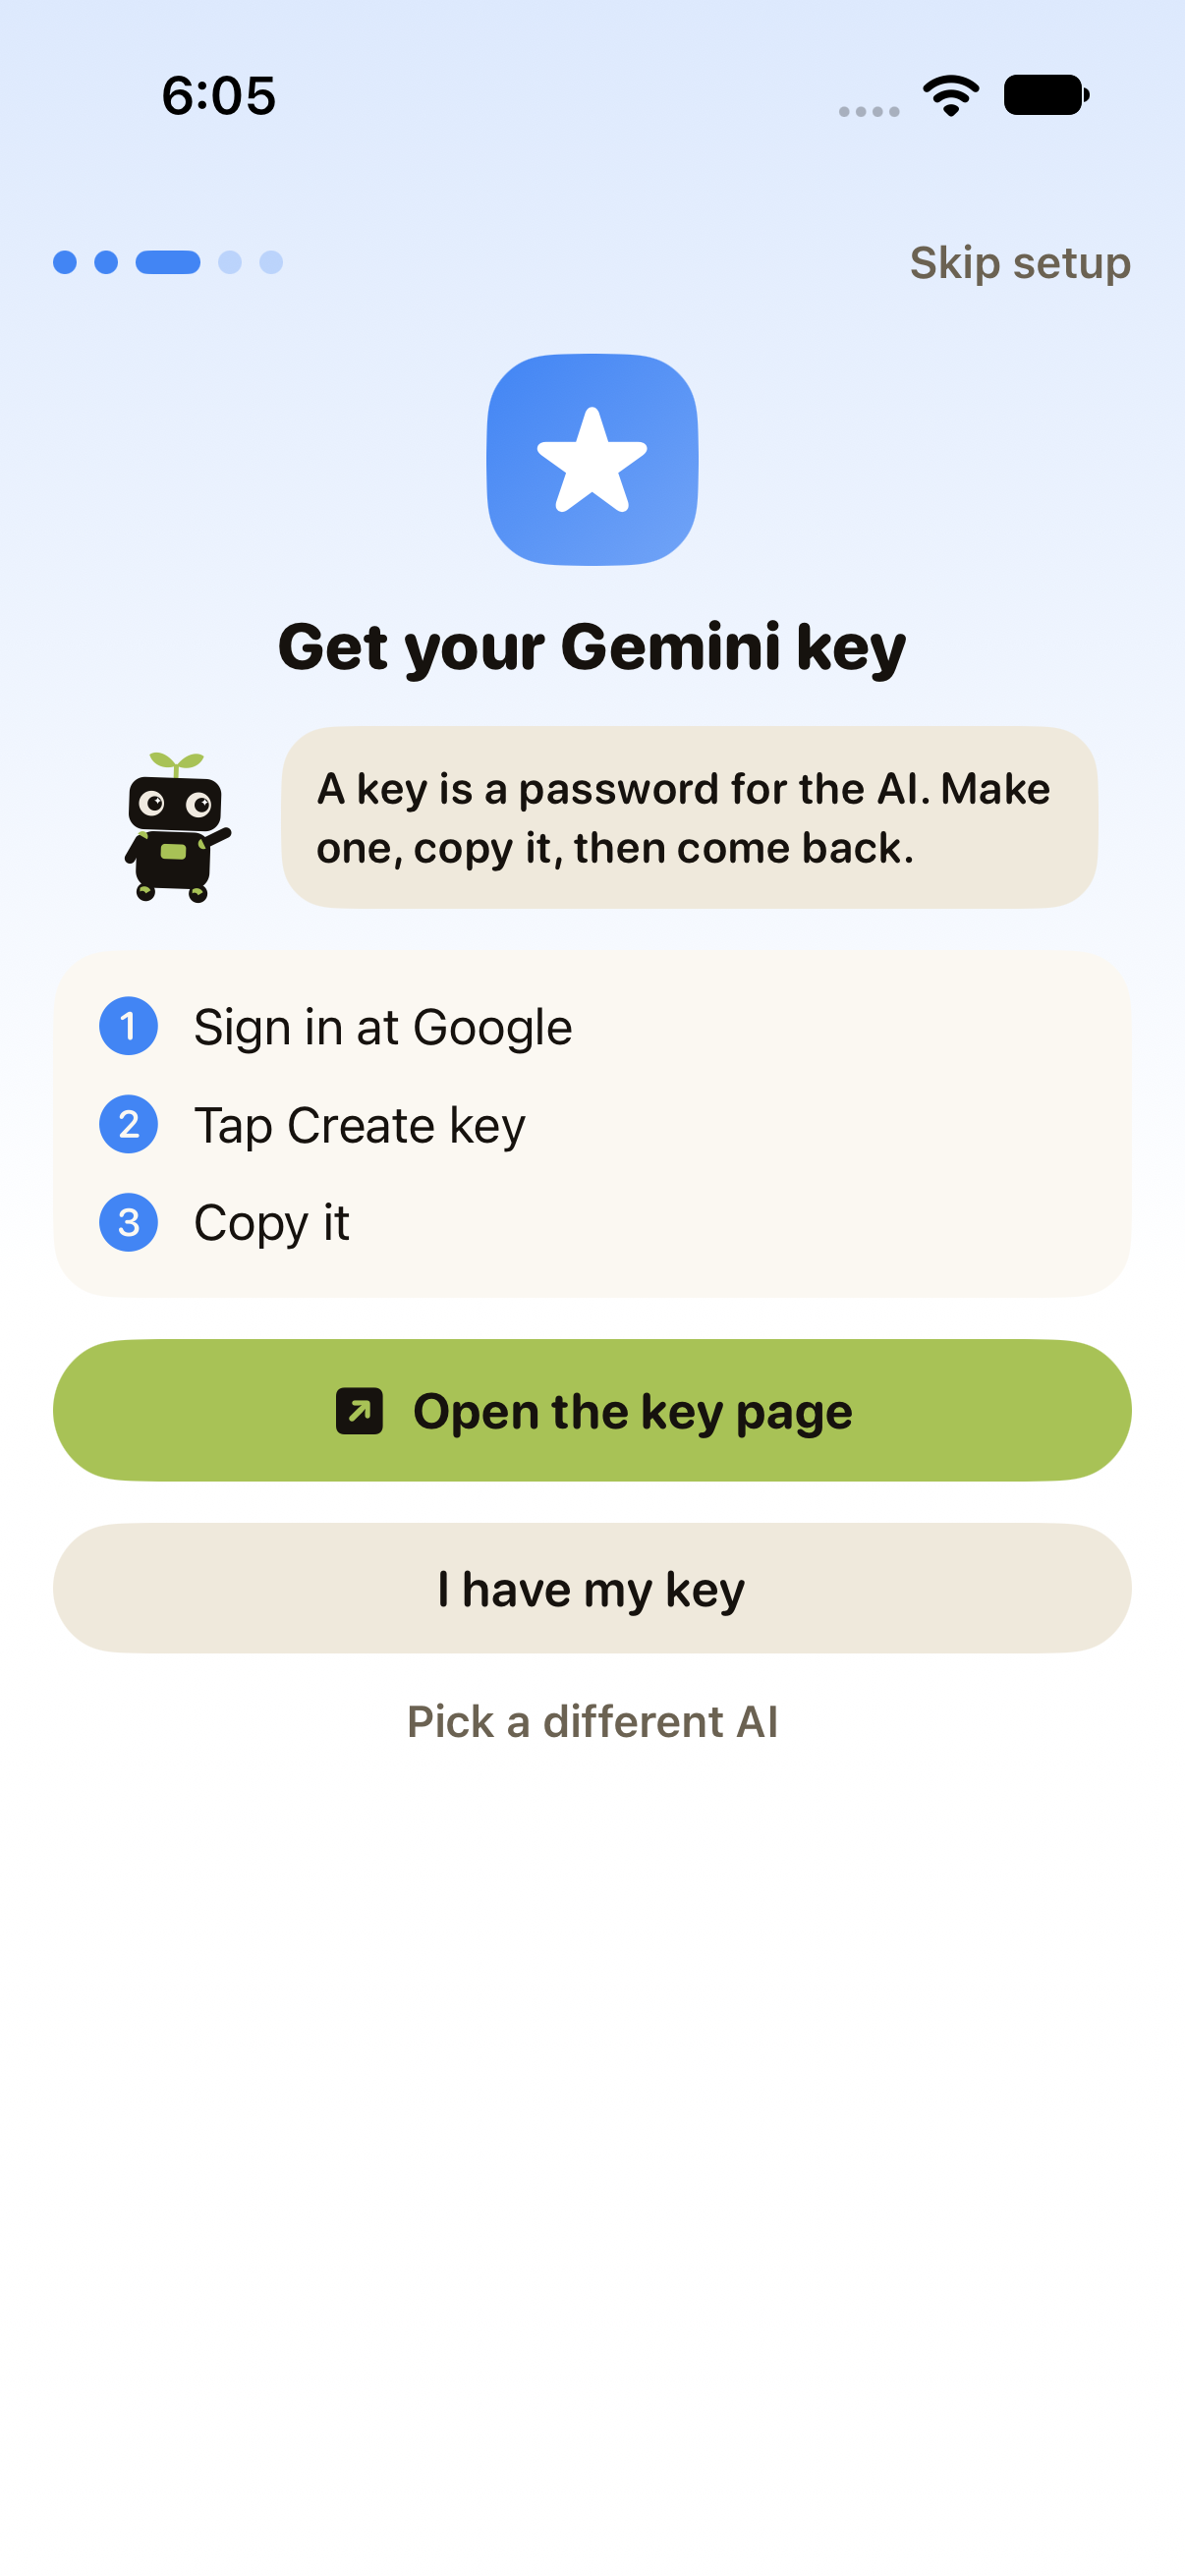 6:05
Skip setup
Get your Gemini key
A key is a password for the AI. Make
one, copy it, then come back.
1 Sign in at Google
2 Tap Create key
3 Copy it
Open the key page
I have my key
Pick a different AI